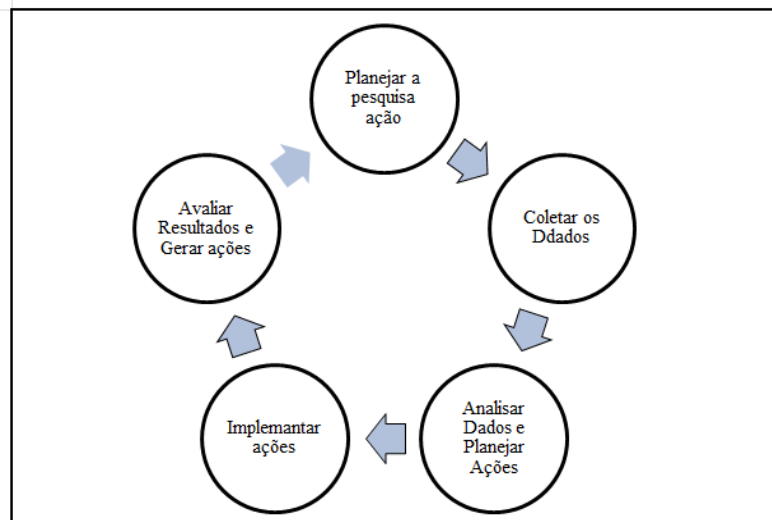 Planejar a
pesquisa
ação
Coletar os
Ddados
Analisar
Dados e
Planejar
Ações
Implemantar
ações
Avaliar
Resultados e
Gerar ações